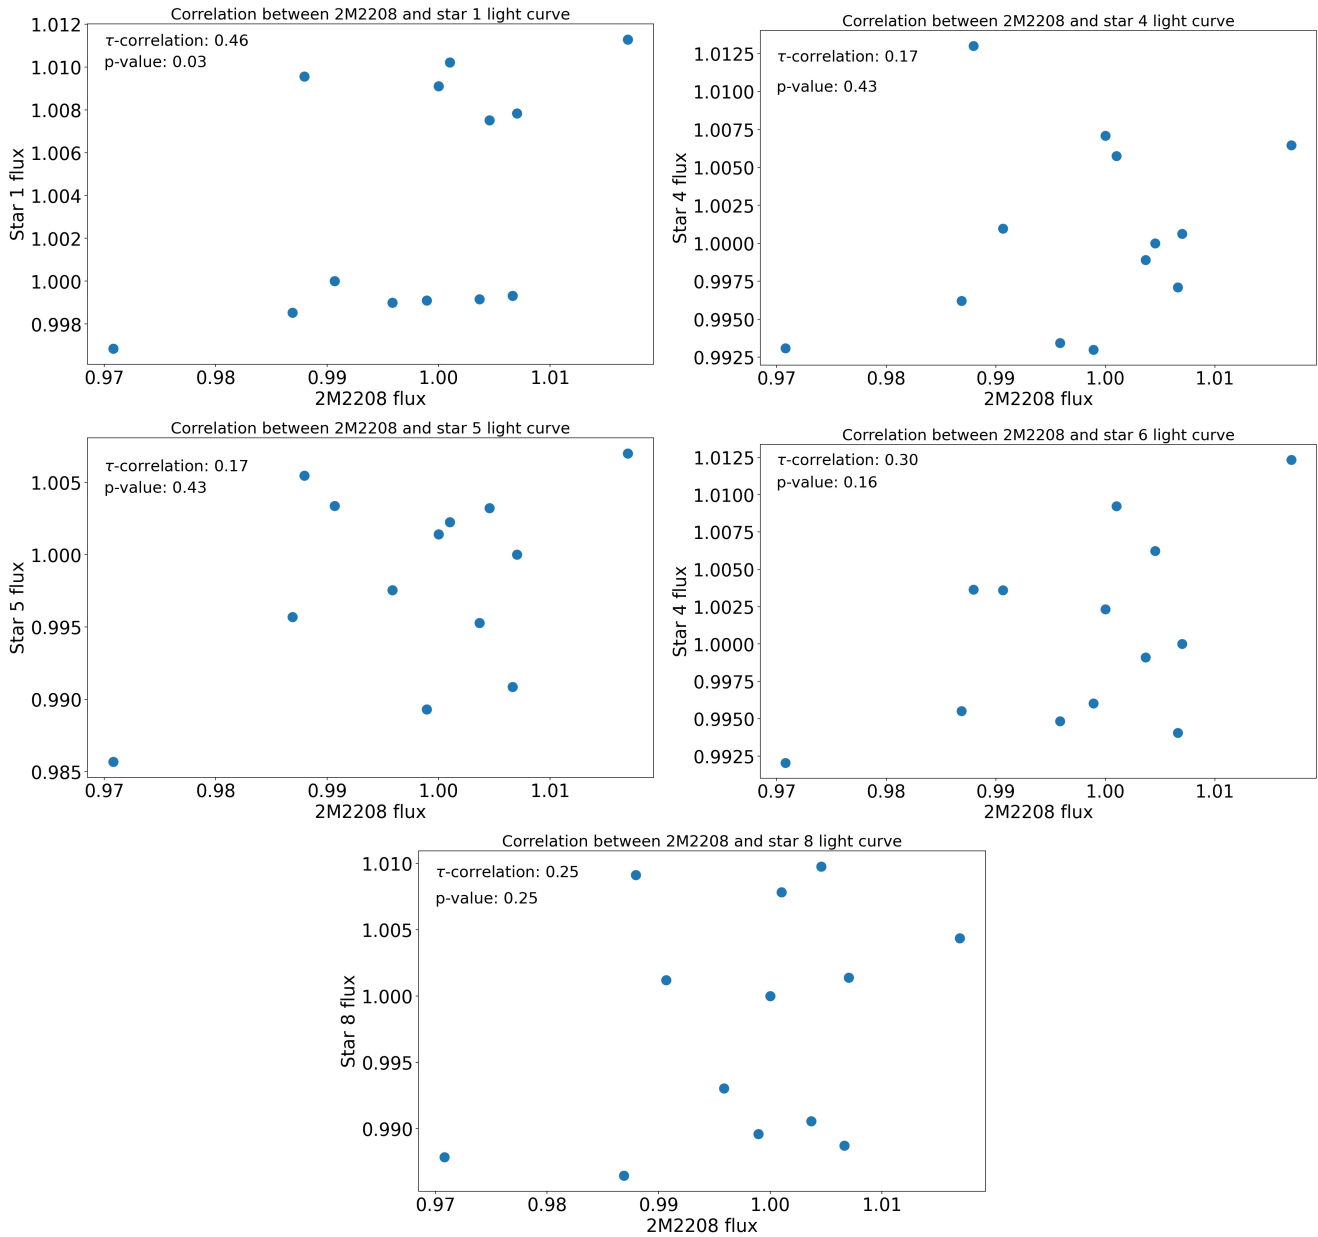 Correlation between 2M2208 and star 1 light curve
τ-correlation: 0.46
p-value: 0.03
1.012
1.010
1.008
1.006
1.004
1.002
1.000
0.998
Star 1 flux
0.97 0.98 0.99 1.00 1.01
2M2208 flux
Correlation between 2M2208 and star 4 light curve
τ-correlation: 0.17
p-value: 0.43
1.0125
1.0100
1.0075
1.0050
1.0025
1.0000
0.9975
0.9950
0.9925
Star 4 flux
0.97 0.98 0.99 1.00 1.01
2M2208 flux
Correlation between 2M2208 and star 5 light curve
τ-correlation: 0.17
p-value: 0.43
1.005
1.000
0.995
0.990
0.985
Star 5 flux
0.97 0.98 0.99 1.00 1.01
2M2208 flux
Correlation between 2M2208 and star 6 light curve
τ-correlation: 0.30
p-value: 0.16
1.0125
1.0100
1.0075
1.0050
1.0025
1.0000
0.9975
0.9950
0.9925
Star 4 flux
0.97 0.98 0.99 1.00 1.01
2M2208 flux
Correlation between 2M2208 and star 8 light curve
τ-correlation: 0.25
p-value: 0.25
1.010
1.005
1.000
0.995
0.990
Star 8 flux
0.97 0.98 0.99 1.00 1.01
2M2208 flux